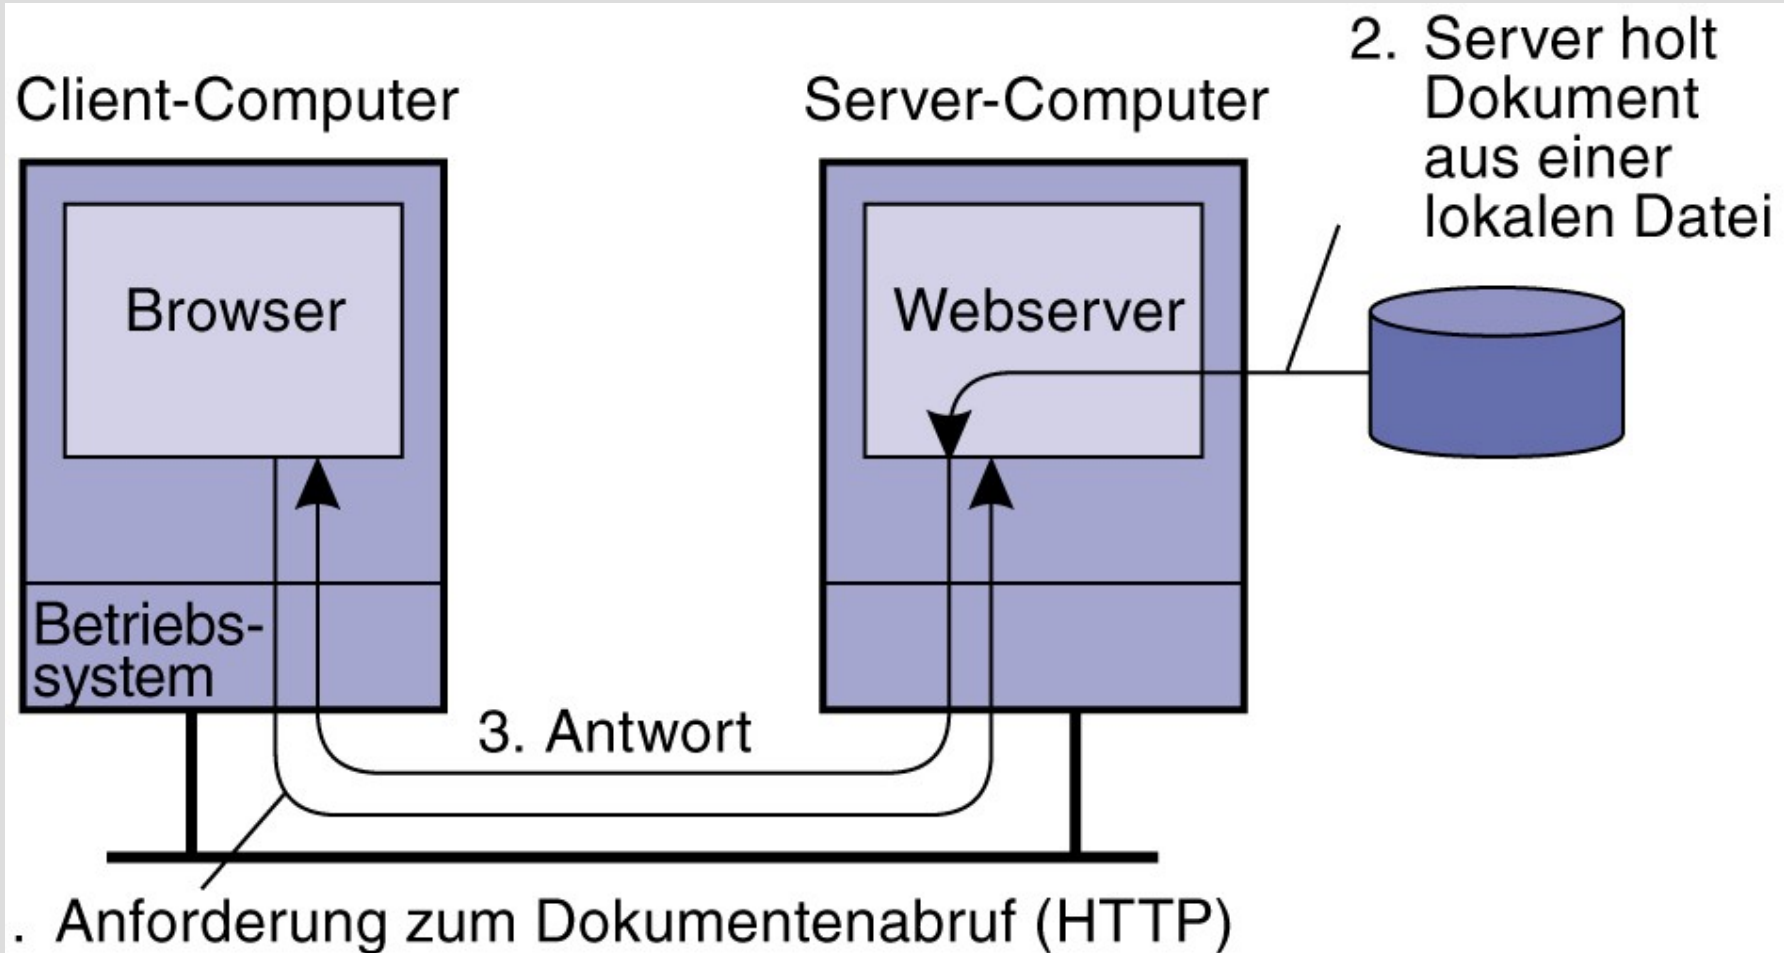 Client-Computer
Server-Computer
2. Server holt
Dokument
aus einer
lokalen Datei
Browser
Webserver
Betriebs-
system
3. Antwort
. Anforderung zum Dokumentenabruf (HTTP)